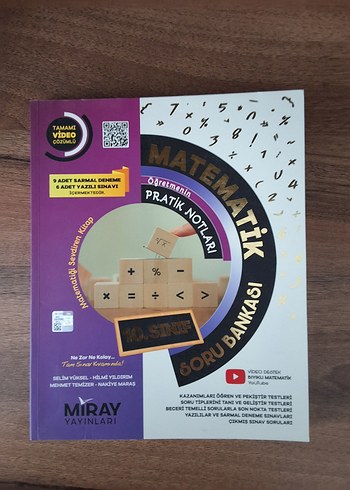 TAMAMI
VİDEO
ÇÖZÜMLÜ
9 ADET SARMAL DENEME
6 ADET YAZILI SINAVI
İÇERMEKTEDİR
MATEMATİK
SORU BANKASI
Öğretmenin
PRATİK NOTLARI
Matematiği Sevdiren Kitap
10. SINIF
Ne Zor Ne Kolay...
Tam Sınav Kıvamında!
SELİM YÜKSEL - HİLMİ YILDIRIM
MEHMET TEMİZER - NAKİYE MARAŞ
MİRAY
YAYINLARI
VİDEO DESTEK
BIYIKLI MATEMATİK
YouTube
KAZANIMLARI ÖĞREN VE PEKİŞTİR TESTLERİ
SORU TİPLERİNİ TANI VE GELİŞTİR TESTLERİ
BECERİ TEMELLİ SORULARLA SON NOKTA TESTLERİ
YAZILILAR VE SARMAL DENEME SINAVLARI
ÇIKMIŞ SINAV SORULARI